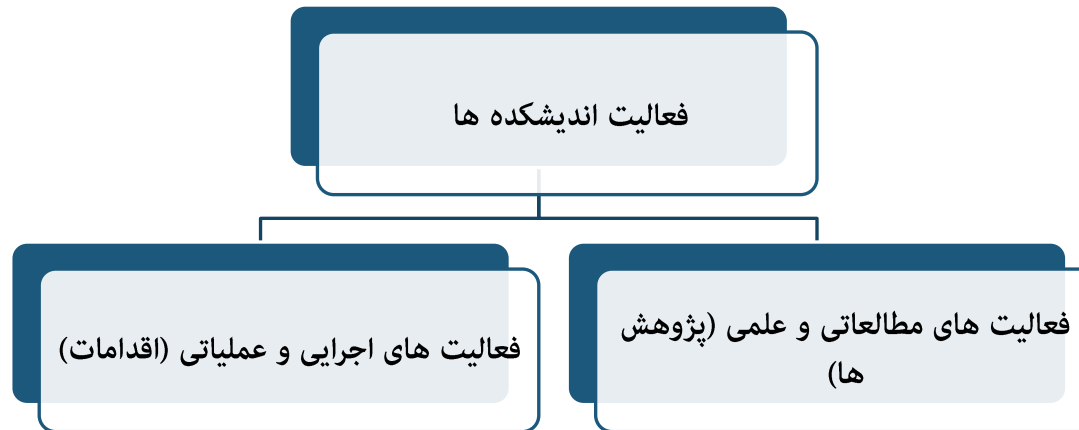 فعالیت اندیشکده ها
فعالیت های مطالعاتی و علمی (پژوهش
ها)
فعالیت های اجرایی و عملیاتی (اقدامات)